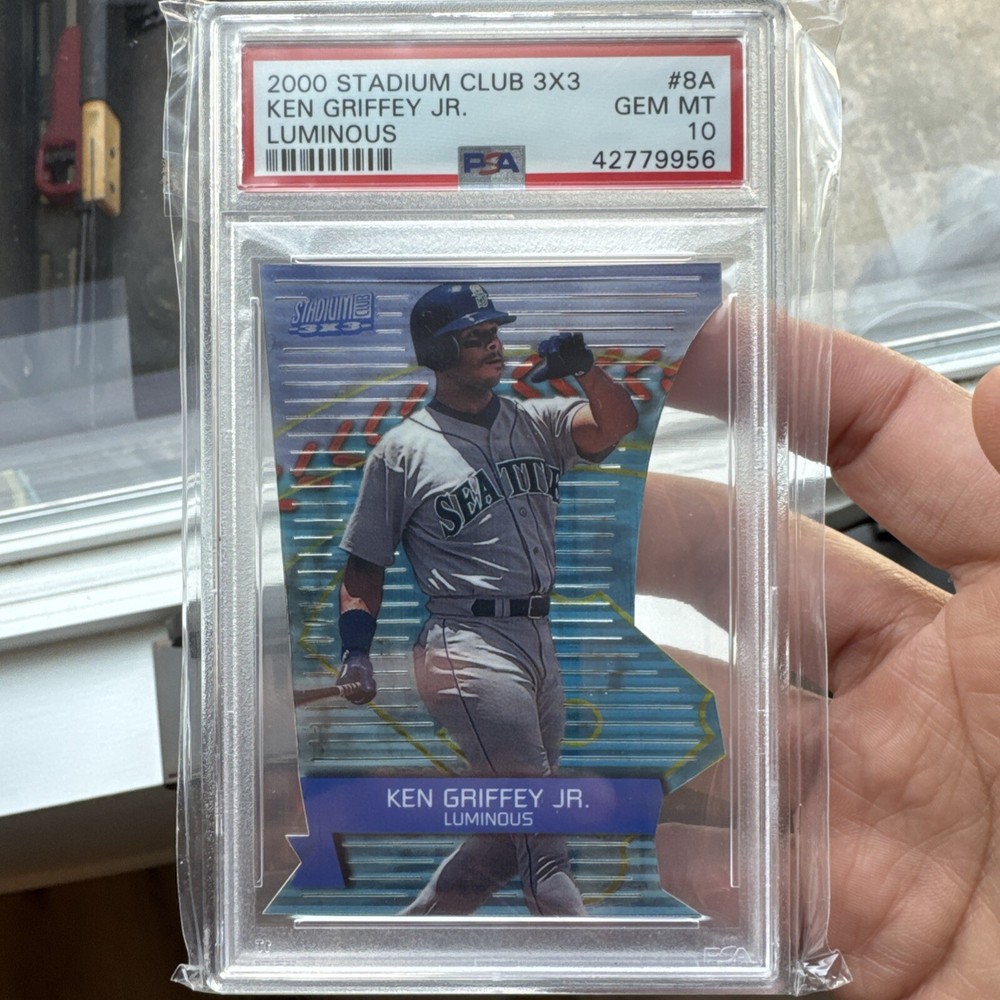 2000 STADIUM CLUB 3X3 #8A
KEN GRIFFEY JR. GEM MT
LUMINOUS 10
PSA 42779956
STADIUM CLUB
3X3
SEATTLE
KEN GRIFFEY JR.
LUMINOUS
PSA